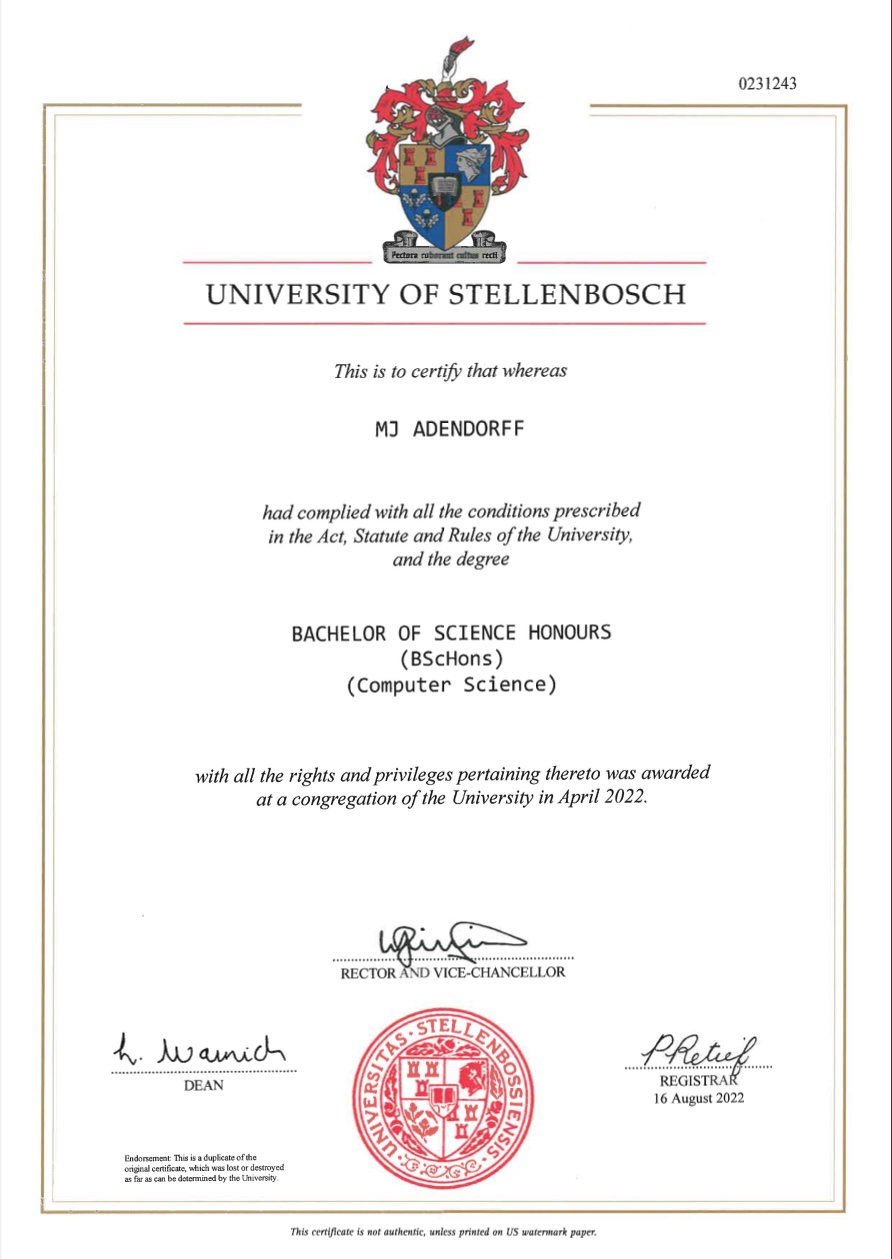 0231243
Pectora roborant cultus recti
UNIVERSITY OF STELLENBOSCH
This is to certify that whereas
MJ ADENDORFF
had complied with all the conditions prescribed
in the Act, Statute and Rules of the University,
and the degree
BACHELOR OF SCIENCE HONOURS
(BScHons)
(Computer Science)
with all the rights and privileges pertaining thereto was awarded
at a congregation of the University in April 2022.
RECTOR AND VICE-CHANCELLOR
L. Warnich
DEAN
UNIVERSITAS · STELLENBOSSIENSIS
P Retief
REGISTRAR
16 August 2022
Endorsement: This is a duplicate of the
original certificate, which was lost or destroyed
as far as can be determined by the University.
This certificate is not authentic, unless printed on US watermark paper.